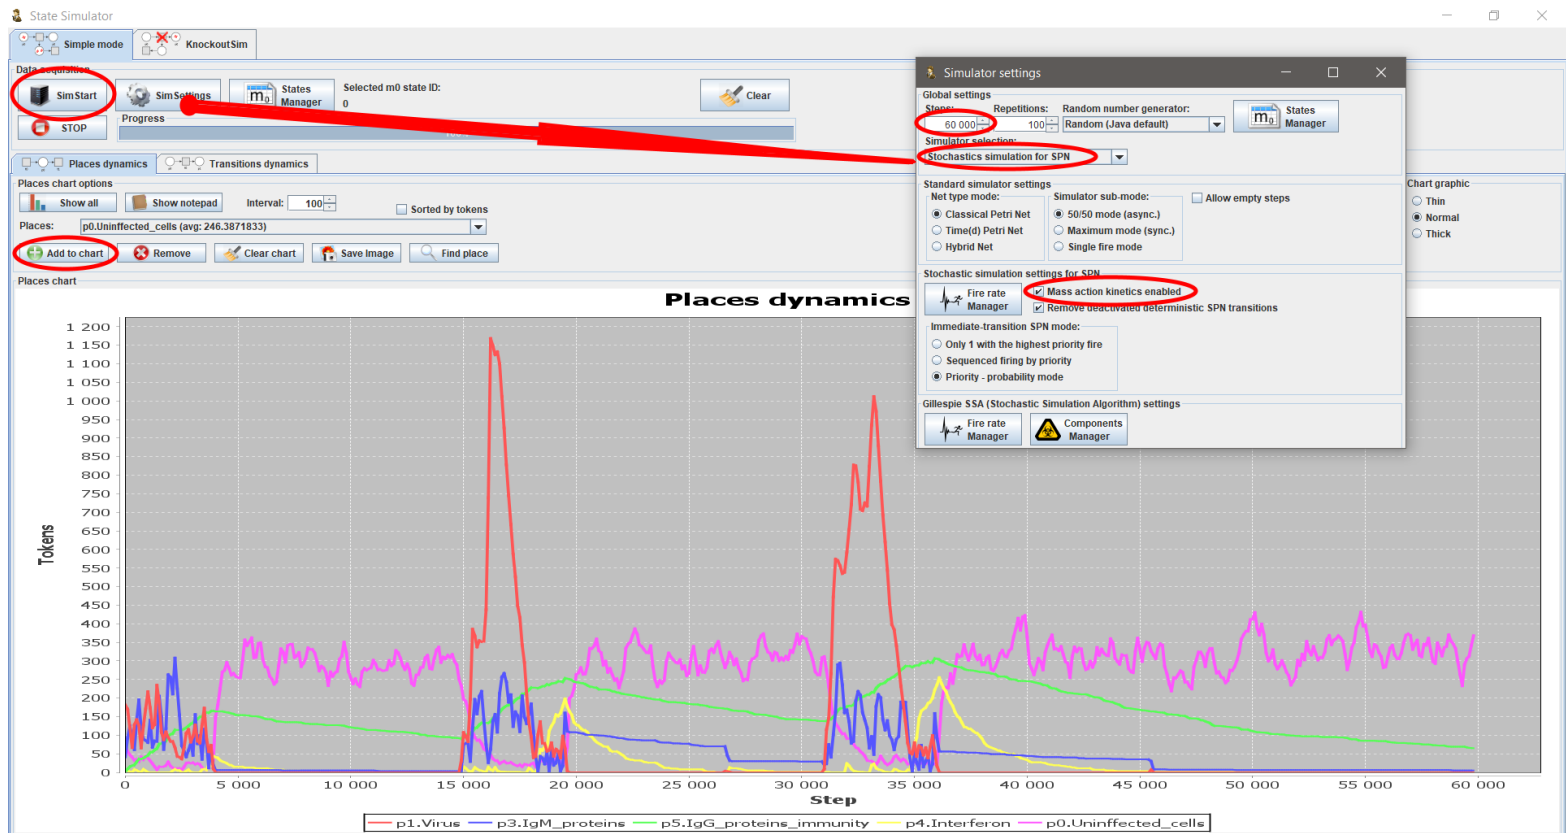 State Simulator
Simple mode
KnockoutSim
Data acquisition
SimStart
SimSettings
m0
States
Manager
Selected m0 state ID:
0
Clear
STOP
Progress
Places dynamics
Transitions dynamics
Places chart options
Show all
Show notepad
Interval:
100
Sorted by tokens
Places:
p0.Uninffected_cells (avg: 246.3871833)
Add to chart
Remove
Clear chart
Save Image
Find place
Chart graphic
Thin
Normal
Thick
Simulator settings
Global settings
Steps:
Repetitions:
Random number generator:
60 000
100
Random (Java default)
m0
States
Manager
Simulator selection:
Stochastics simulation for SPN
Standard simulator settings
Net type mode:
Classical Petri Net
Time(d) Petri Net
Hybrid Net
Simulator sub-mode:
50/50 mode (async.)
Maximum mode (sync.)
Single fire mode
Allow empty steps
Stochastic simulation settings for SPN
Fire rate
Manager
Mass action kinetics enabled
Remove deactivated deterministic SPN transitions
Immediate-transition SPN mode:
Only 1 with the highest priority fire
Sequenced firing by priority
Priority - probability mode
Gillespie SSA (Stochastic Simulation Algorithm) settings
Fire rate
Manager
Components
Manager
Places chart
Places dynamics
Tokens
1 200
1 150
1 100
1 050
1 000
950
900
850
800
750
700
650
600
550
500
450
400
350
300
250
200
150
100
50
0
0
5 000
10 000
15 000
20 000
25 000
30 000
35 000
40 000
45 000
50 000
55 000
60 000
Step
p1.Virus
p3.IgM_proteins
p5.IgG_proteins_immunity
p4.Interferon
p0.Uninffected_cells